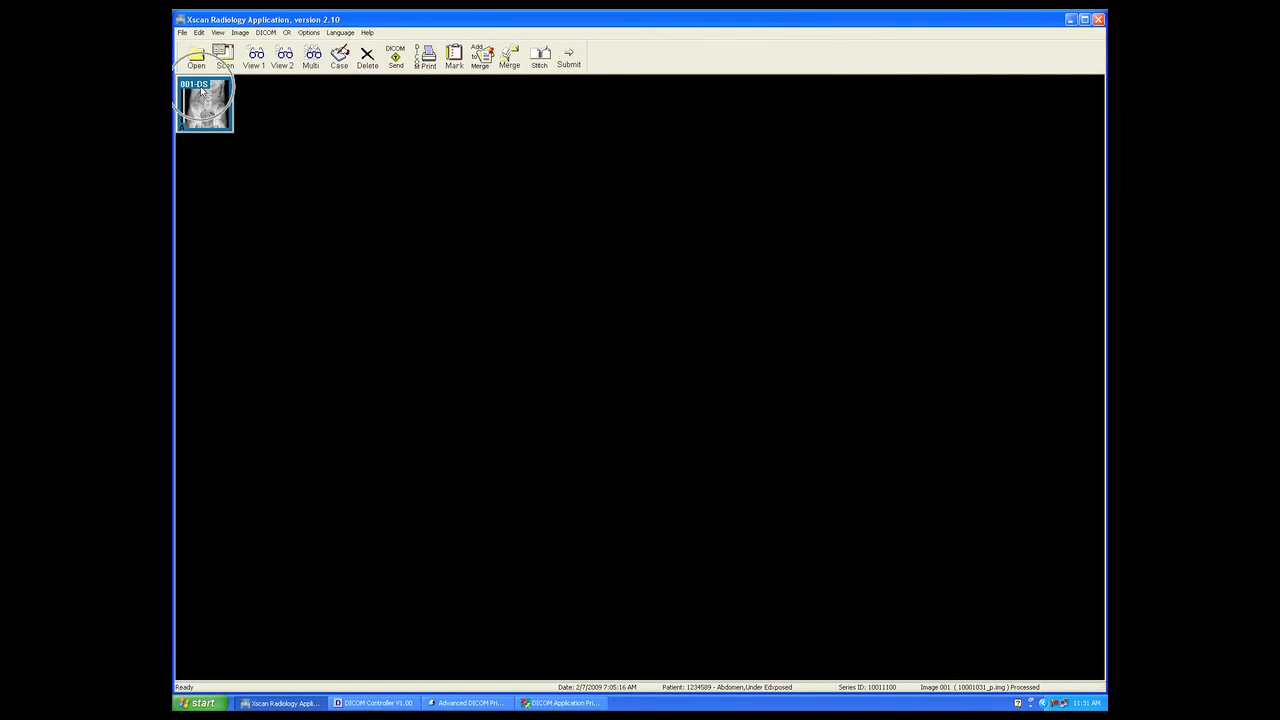 Xscan Radiology Application, version 2.10
File Edit View Image DICOM CR Options Language Help
Open Scan View 1 View 2 Multi Case Delete DICOM Send DICOM Print Mark Add to Merge Merge Stitch Submit
001-DS
Ready Date: 2/7/2009 7:05:16 AM Patient: 1234589 - Abdomen,Under Edxposed Series ID: 10011100 Image 001 ( 10001031_p.img ) Processed
start Xscan Radiology Appli... DICOM Controller V1.00 Advanced DICOM Pri... DICOM Application Pri... 11:31 AM